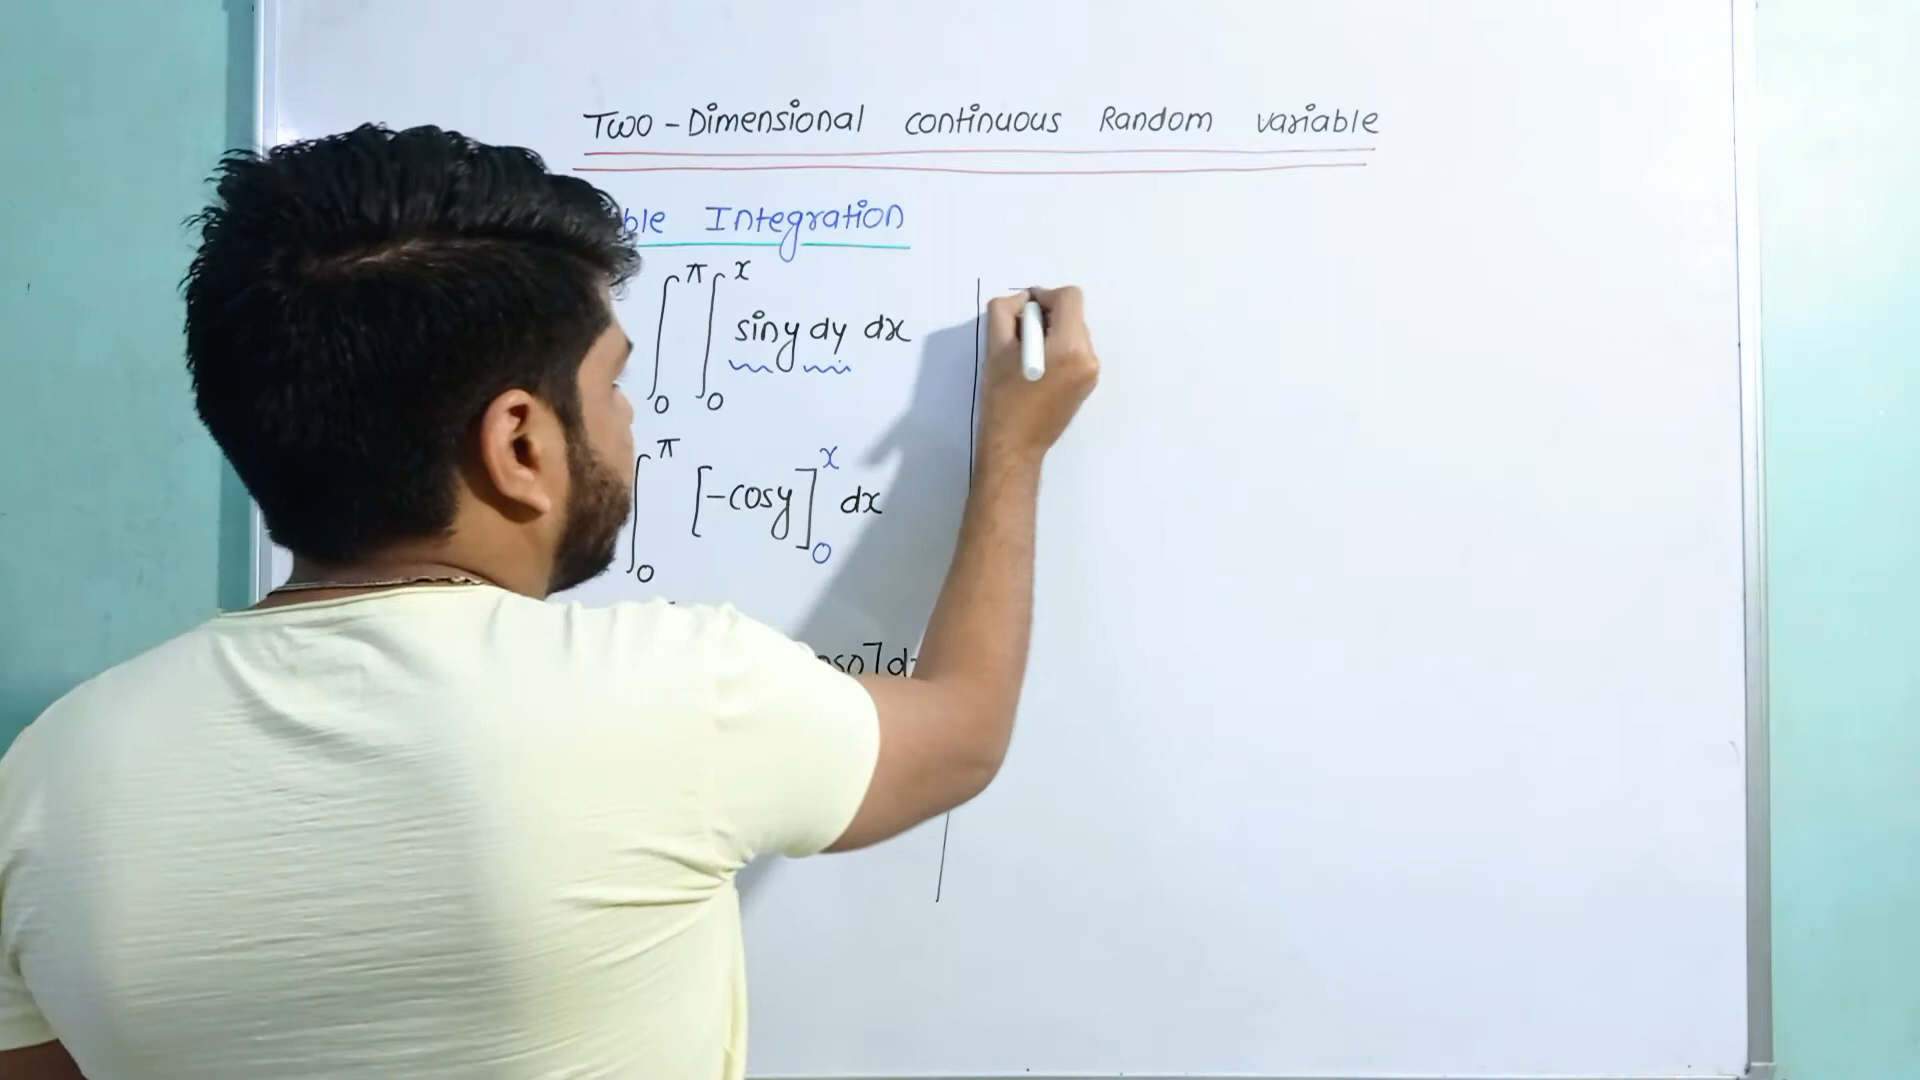 Two-Dimensional continuous Random variable
Integration
∫₀^π ∫₀^x siny dy dx
∫₀^π [-cosy]₀^x dx